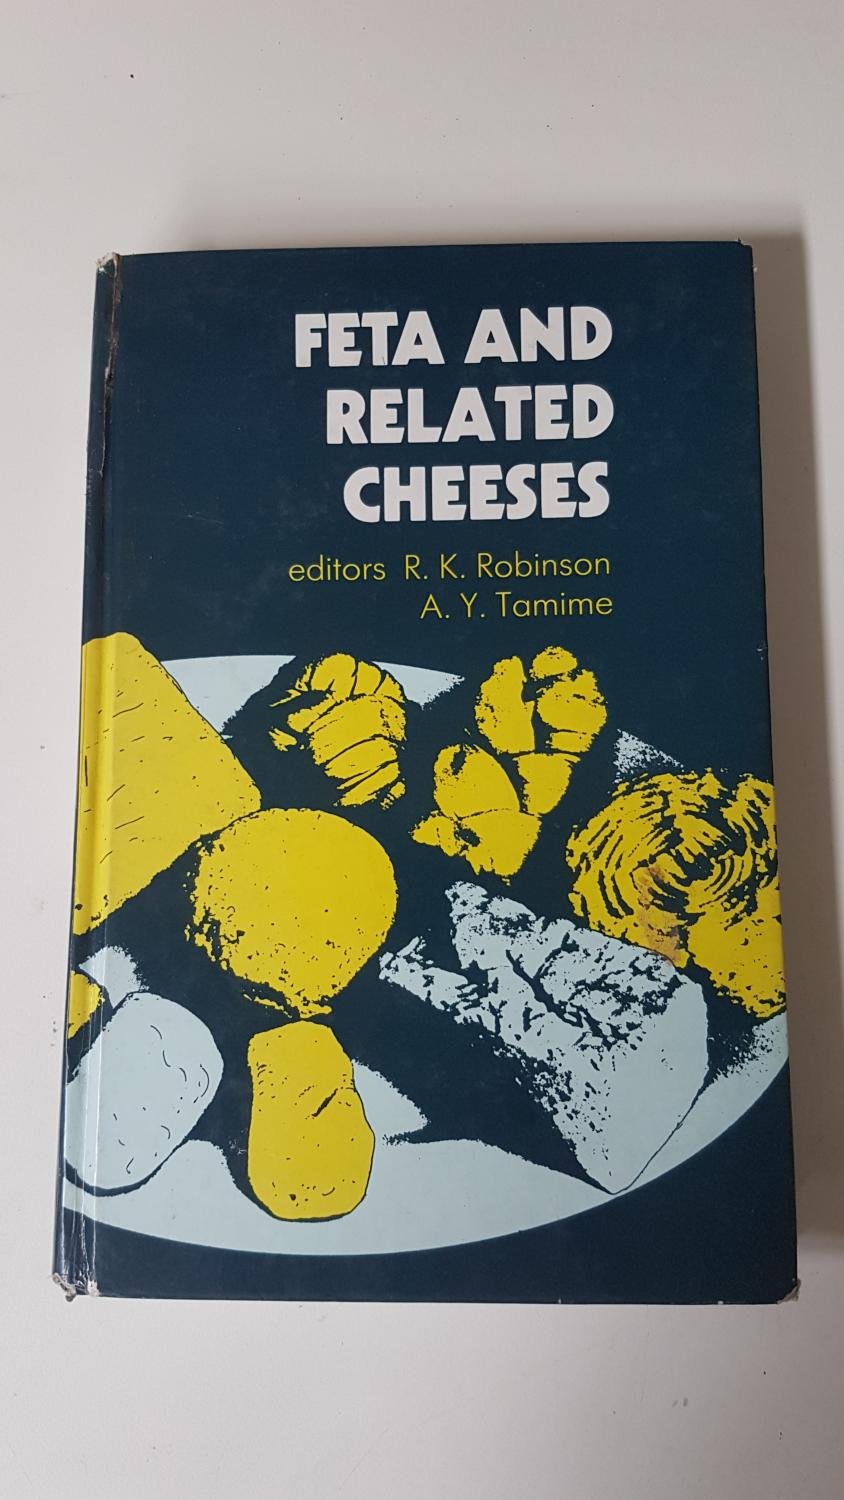 FETA AND
RELATED
CHEESES
editors R. K. Robinson
A. Y. Tamime